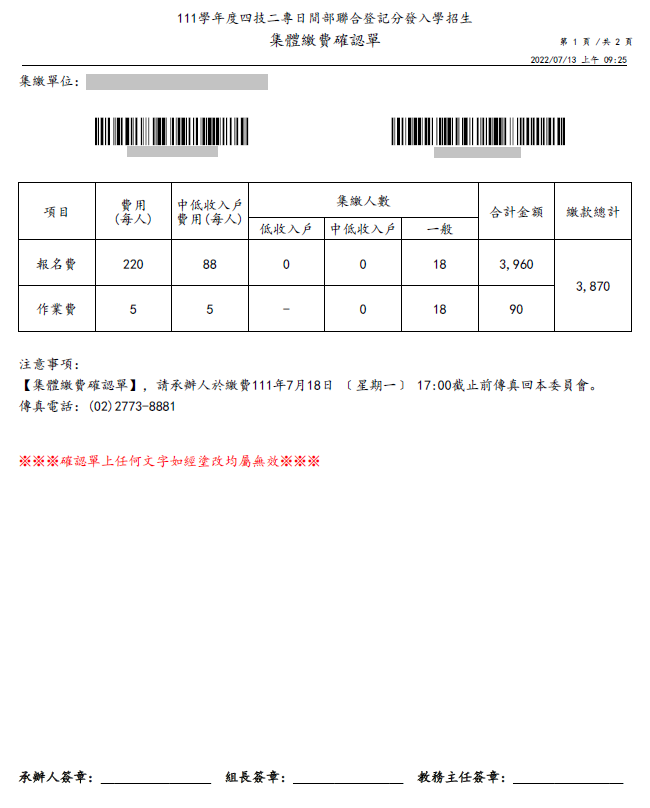 111學年度四技二專日間部聯合登記分發入學招生
集體繳費確認單
第 1 頁 /共 2 頁
2022/07/13 上午 09:25
集繳單位：
項目 費用(每人) 中低收入戶費用(每人) 集繳人數 合計金額 繳款總計
低收入戶 中低收入戶 一般
報名費 220 88 0 0 18 3,960 3,870
作業費 5 5 - 0 18 90
注意事項：
【集體繳費確認單】，請承辦人於繳費111年7月18日 〔星期一〕 17:00截止前傳真回本委員會。
傳真電話：(02)2773-8881
※※※確認單上任何文字如經塗改均屬無效※※※
承辦人簽章：＿＿＿＿＿＿＿ 組長簽章：＿＿＿＿＿＿＿ 教務主任簽章：＿＿＿＿＿＿＿